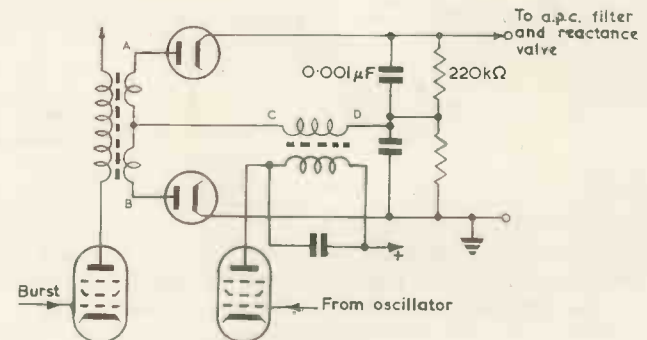 To a.p.c. filter
and reactance
valve
A
0·001µF
220kΩ
C
D
B
+
Burst
From oscillator